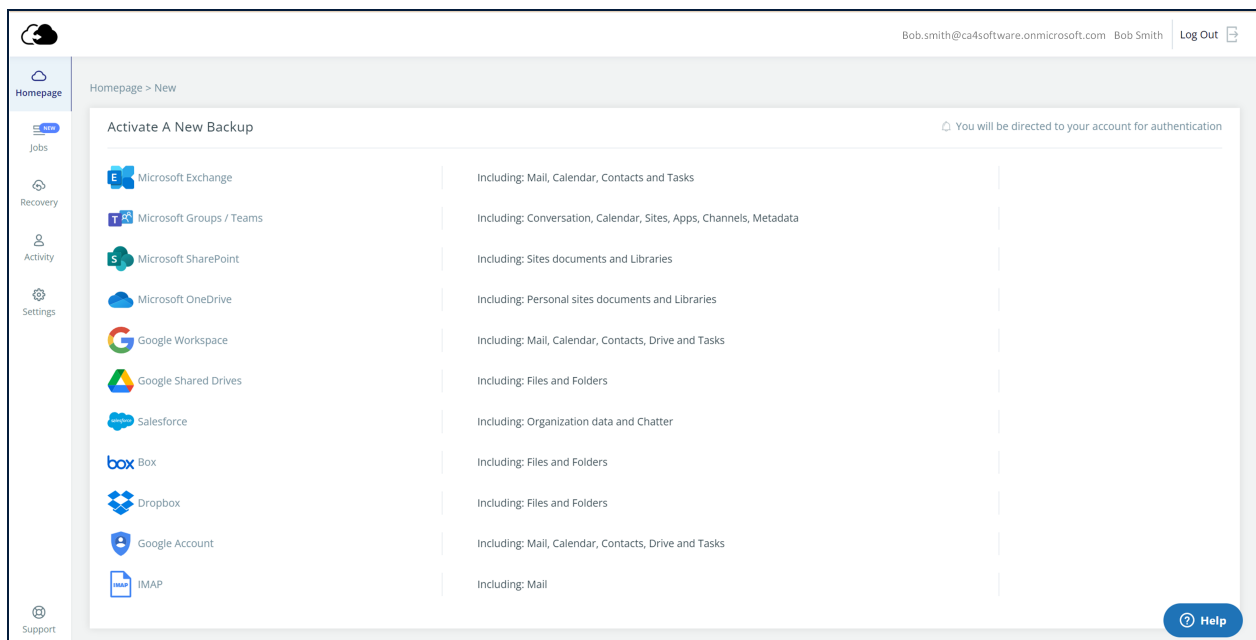 Bob.smith@ca4software.onmicrosoft.com Bob Smith Log Out
Homepage
NEW
Jobs
Recovery
Activity
Settings
Support
Homepage > New
Activate A New Backup
You will be directed to your account for authentication
E Microsoft Exchange Including: Mail, Calendar, Contacts and Tasks
T Microsoft Groups / Teams Including: Conversation, Calendar, Sites, Apps, Channels, Metadata
S Microsoft SharePoint Including: Sites documents and Libraries
Microsoft OneDrive Including: Personal sites documents and Libraries
Google Workspace Including: Mail, Calendar, Contacts, Drive and Tasks
Google Shared Drives Including: Files and Folders
salesforce Salesforce Including: Organization data and Chatter
box Box Including: Files and Folders
Dropbox Including: Files and Folders
Google Account Including: Mail, Calendar, Contacts, Drive and Tasks
IMAP IMAP Including: Mail
? Help